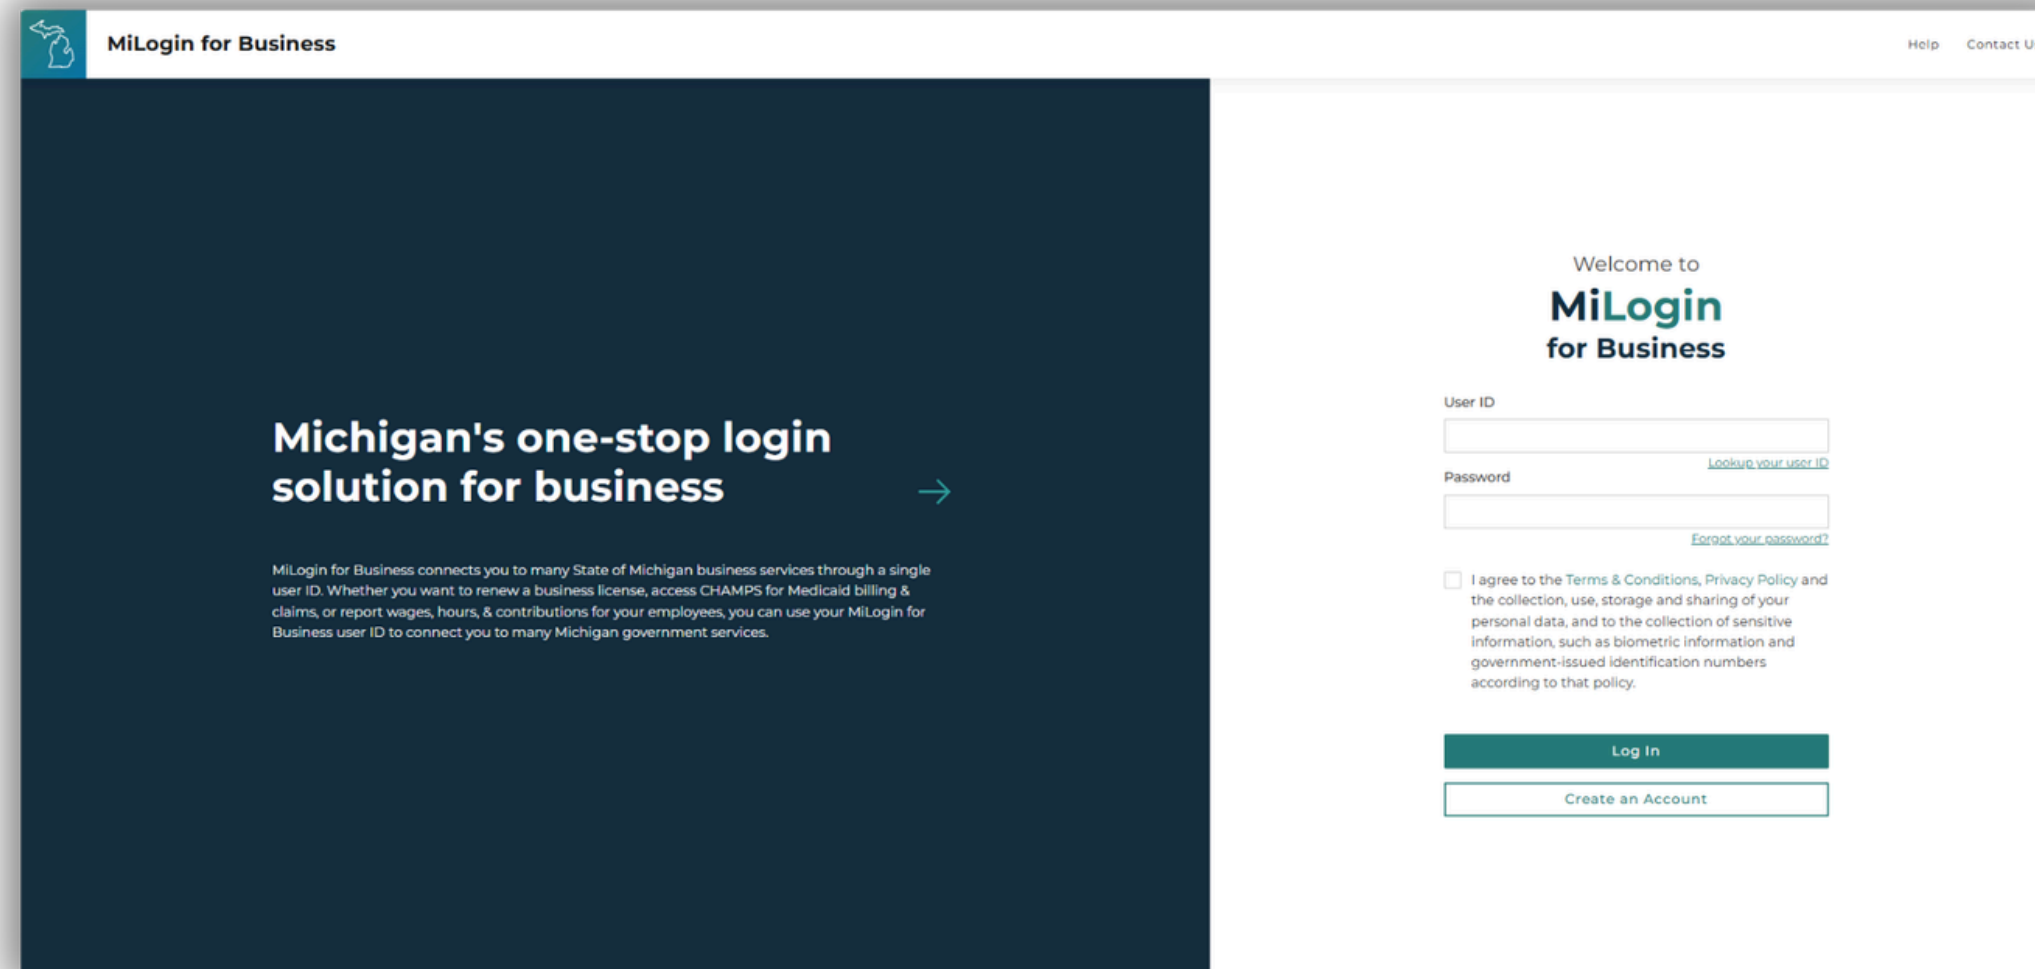 MiLogin for Business
Help
Contact
Michigan's one-stop login
solution for business
MiLogin for Business connects you to many State of Michigan business services through a single
user ID. Whether you want to renew a business license, access CHAMPS for Medicaid billing &
claims, or report wages, hours, & contributions for your employees, you can use your MiLogin for
Business user ID to connect you to many Michigan government services.
Welcome to
MiLogin
for Business
User ID
Lookup your user ID
Password
Forgot your password?
I agree to the Terms & Conditions, Privacy Policy and
the collection, use, storage and sharing of your
personal data, and to the collection of sensitive
information, such as biometric information and
government-issued identification numbers
according to that policy.
Log In
Create an Account